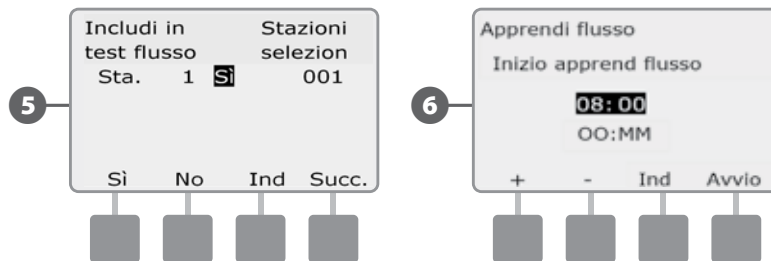 5
Includi in Stazioni
test flusso selezion
Sta. 1 Sì 001
Sì No Ind Succ.
6
Apprendi flusso
Inizio apprend flusso
08:00
OO:MM
+ - Ind Avvio